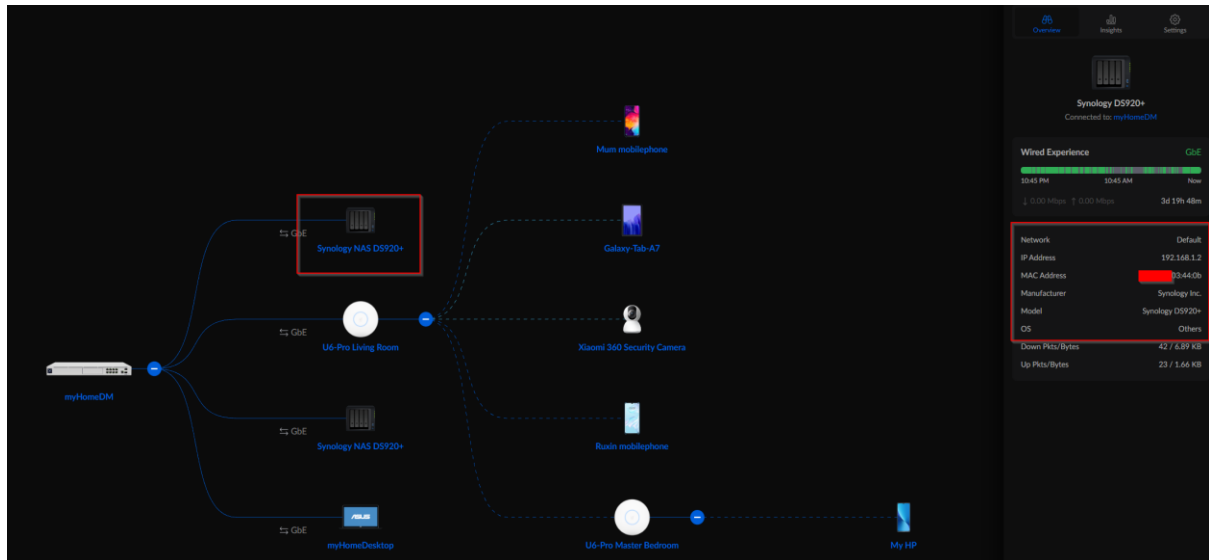 Overview Insights Settings
Synology DS920+
Connected to: myHomeDM
Wired Experience GbE
10:45 PM 10:45 AM Now
↓ 0.00 Mbps ↑ 0.00 Mbps 3d 19h 48m
Network Default
IP Address 192.168.1.2
MAC Address 03:44:0b
Manufacturer Synology Inc.
Model Synology DS920+
OS Others
Down Pkts/Bytes 42 / 6.89 KB
Up Pkts/Bytes 23 / 1.66 KB
Mum mobilephone
GbE
Synology NAS DS920+
Galaxy-Tab-A7
GbE
U6-Pro Living Room
Xiaomi 360 Security Camera
myHomeDM
GbE
Synology NAS DS920+
Ruxin mobilephone
ASUS
GbE
myHomeDesktop
U6-Pro Master Bedroom
My HP